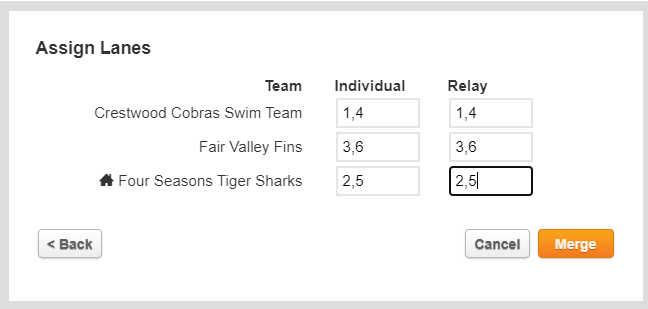 Assign Lanes
Team Individual Relay
Crestwood Cobras Swim Team 1,4 1,4
Fair Valley Fins 3,6 3,6
Four Seasons Tiger Sharks 2,5 2,5
< Back Cancel Merge